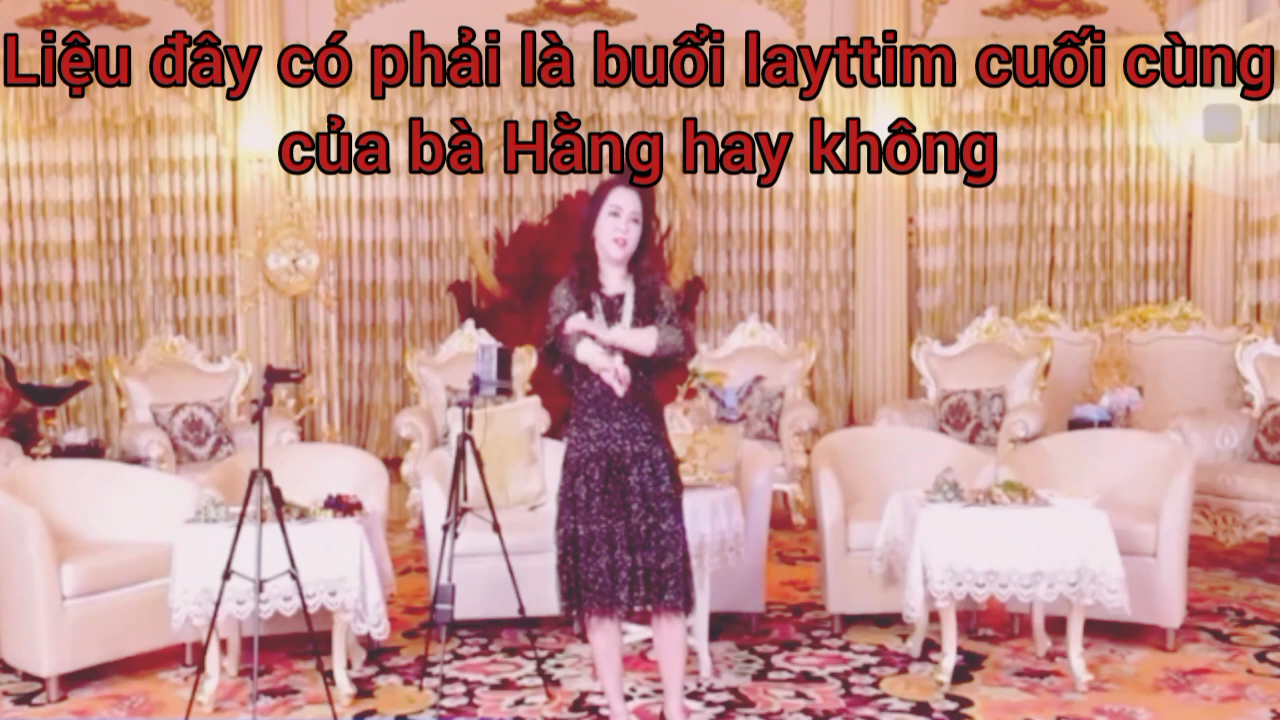 Liệu đây có phải là buổi layttim cuối cùng
của bà Hằng hay không